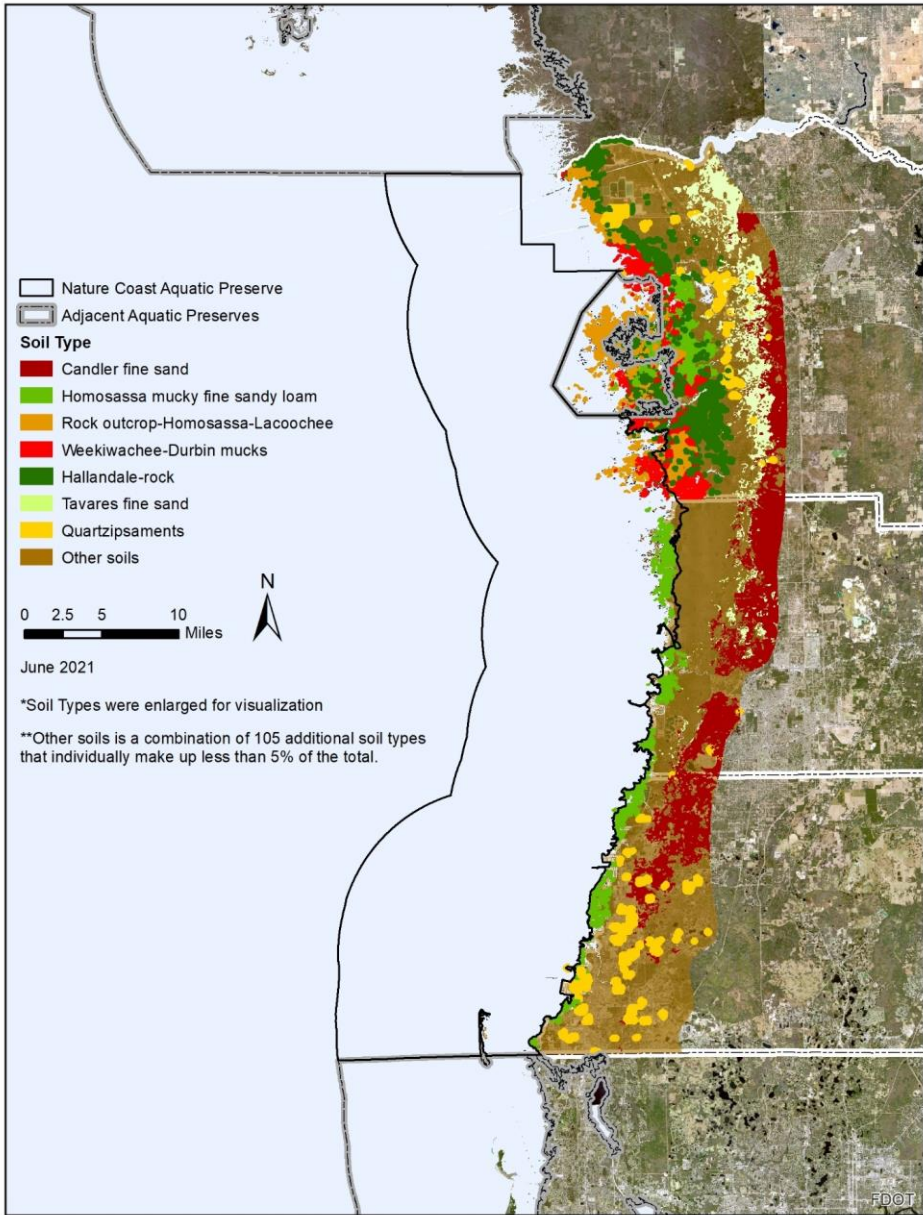 Nature Coast Aquatic Preserve
Adjacent Aquatic Preserves
Soil Type
Candler fine sand
Homosassa mucky fine sandy loam
Rock outcrop-Homosassa-Lacoochee
Weekiwachee-Durbin mucks
Hallandale-rock
Tavares fine sand
Quartzipsaments
Other soils
N
0 2.5 5 10
Miles
June 2021
*Soil Types were enlarged for visualization
**Other soils is a combination of 105 additional soil types
that individually make up less than 5% of the total.
FDOT